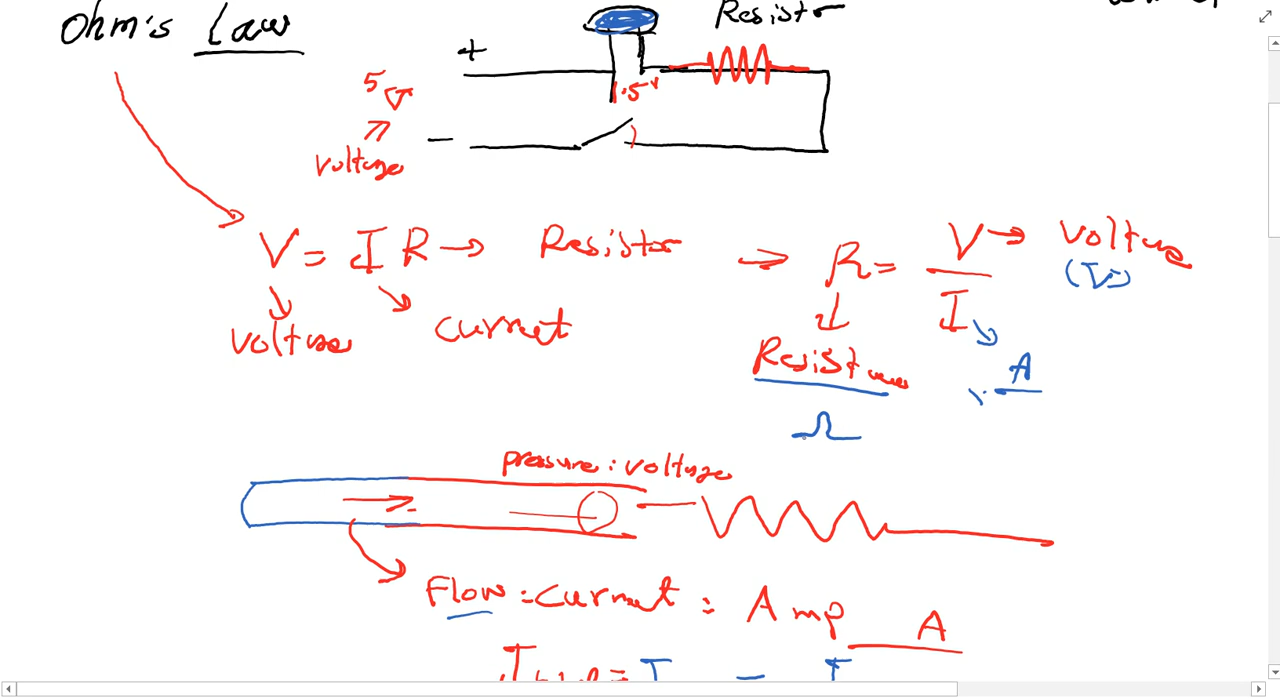 Ohm's Law
Resistor
+
5V
1.5V
voltage
-
V = I R → Resistor
⇒ R = V / I
→ voltage
(V)
voltage
current
Resistance
A
Ω
pressure : voltage
Flow : Current : Amp A